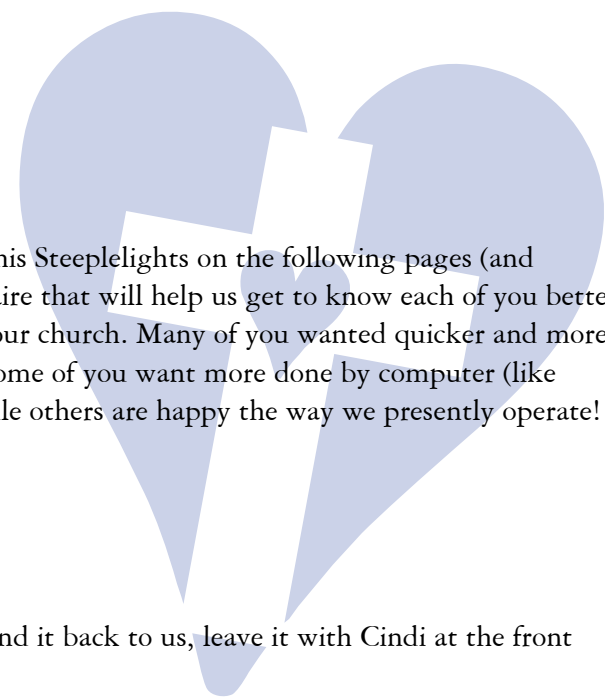 his Steeplelights on the following pages (and
ire that will help us get to know each of you bette
our church. Many of you wanted quicker and more
ome of you want more done by computer (like
le others are happy the way we presently operate!
nd it back to us, leave it with Cindi at the front